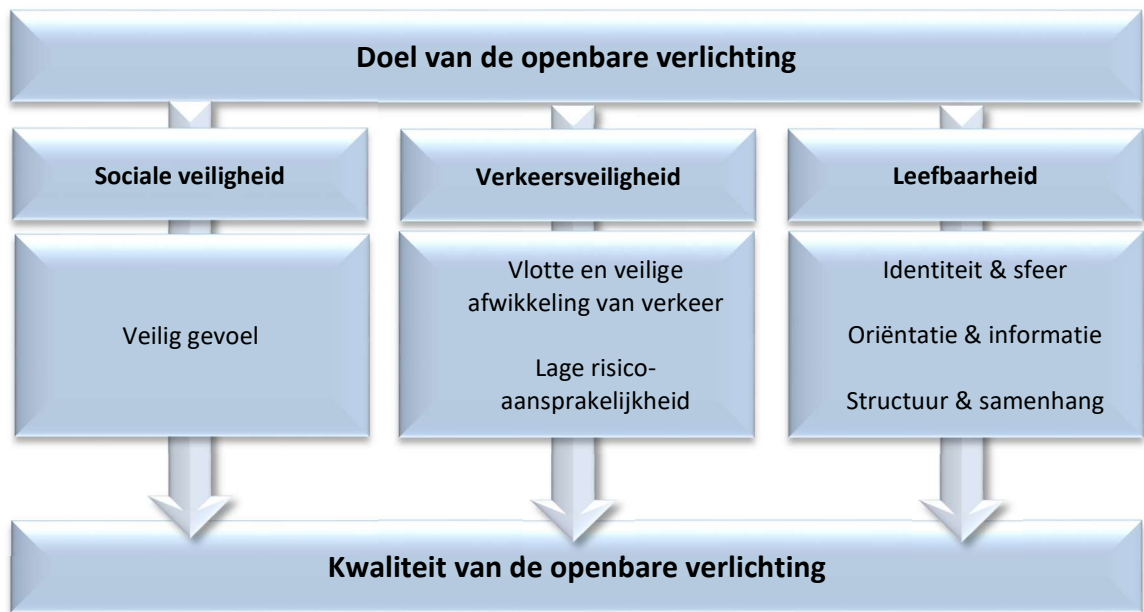 Doel van de openbare verlichting
Sociale veiligheid
Veilig gevoel
Verkeersveiligheid
Vlotte en veilige
afwikkeling van verkeer
Lage risico-
aansprakelijkheid
Leefbaarheid
Identiteit & sfeer
Oriëntatie & informatie
Structuur & samenhang
Kwaliteit van de openbare verlichting